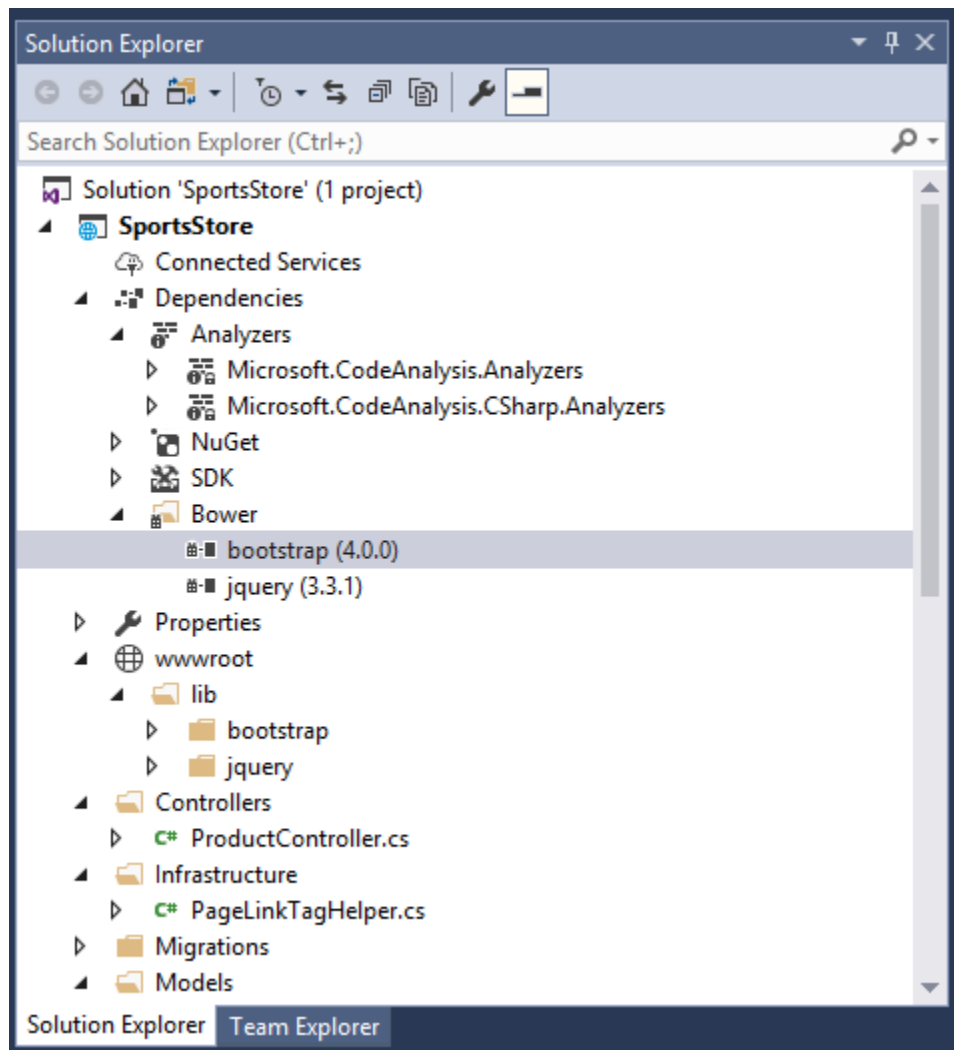 Solution Explorer
Search Solution Explorer (Ctrl+;)
Solution 'SportsStore' (1 project)
SportsStore
Connected Services
Dependencies
Analyzers
Microsoft.CodeAnalysis.Analyzers
Microsoft.CodeAnalysis.CSharp.Analyzers
NuGet
SDK
Bower
bootstrap (4.0.0)
jquery (3.3.1)
Properties
wwwroot
lib
bootstrap
jquery
Controllers
C# ProductController.cs
Infrastructure
C# PageLinkTagHelper.cs
Migrations
Models
Solution Explorer Team Explorer